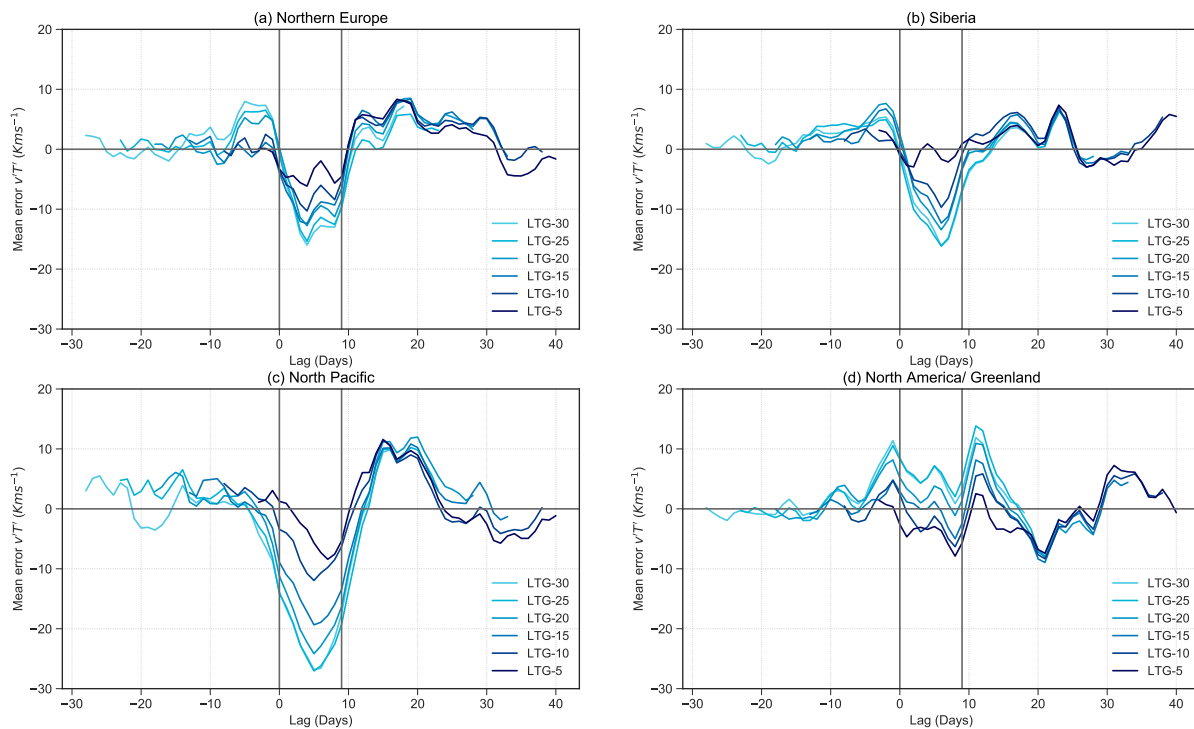 (a) Northern Europe
20
10
0
−10
−20
−30
Mean error v'T' (Kms⁻¹)
LTG-30
LTG-25
LTG-20
LTG-15
LTG-10
LTG-5
−30 −20 −10 0 10 20 30 40
Lag (Days)
(b) Siberia
20
10
0
−10
−20
−30
Mean error v'T' (Kms⁻¹)
LTG-30
LTG-25
LTG-20
LTG-15
LTG-10
LTG-5
−30 −20 −10 0 10 20 30 40
Lag (Days)
(c) North Pacific
20
10
0
−10
−20
−30
Mean error v'T' (Kms⁻¹)
LTG-30
LTG-25
LTG-20
LTG-15
LTG-10
LTG-5
−30 −20 −10 0 10 20 30 40
Lag (Days)
(d) North America/ Greenland
20
10
0
−10
−20
−30
Mean error v'T' (Kms⁻¹)
LTG-30
LTG-25
LTG-20
LTG-15
LTG-10
LTG-5
−30 −20 −10 0 10 20 30 40
Lag (Days)